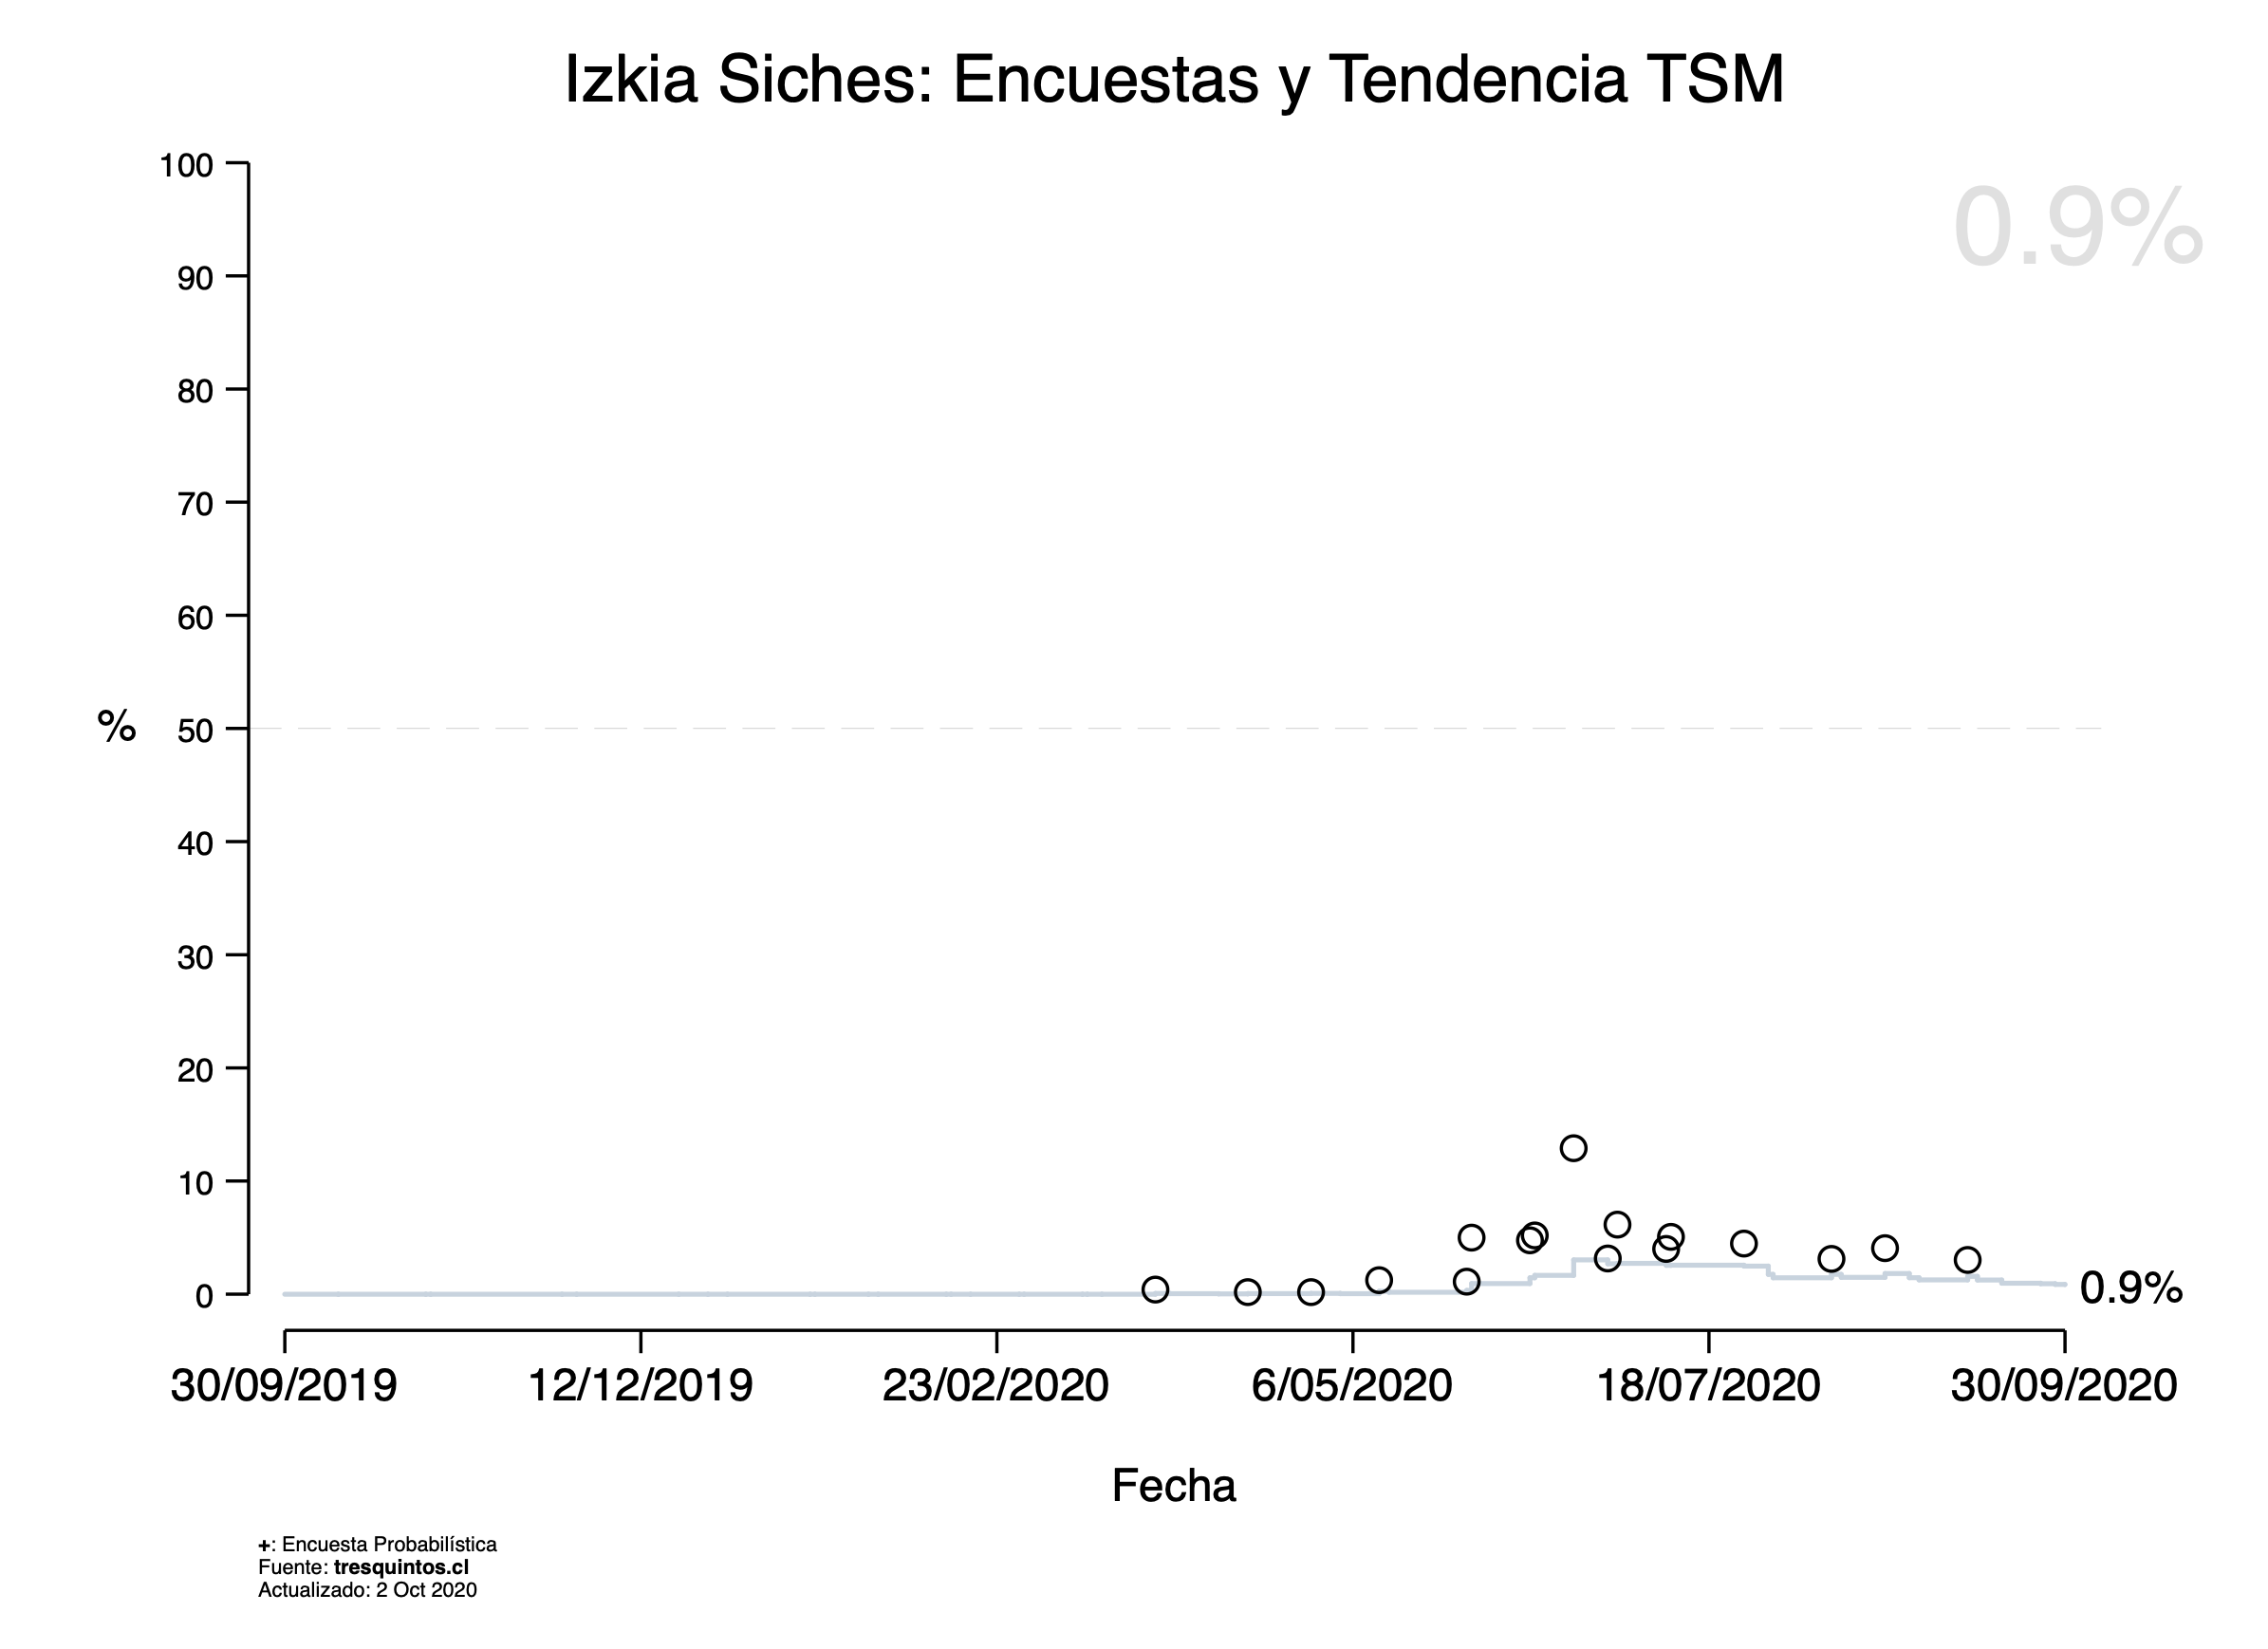 Izkia Siches: Encuestas y Tendencia TSM
0.9%
100
90
80
70
60
% 50
40
30
20
10
0
0.9%
30/09/2019 12/12/2019 23/02/2020 6/05/2020 18/07/2020 30/09/2020
Fecha
+: Encuesta Probabilística
Fuente: tresquintos.cl
Actualizado: 2 Oct 2020